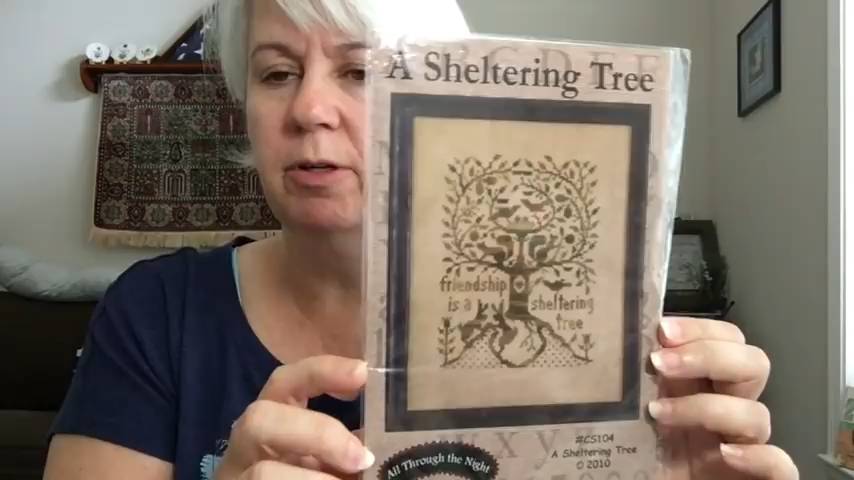 A Sheltering Tree
friendship
is a sheltering
tree
#CS104
A Sheltering Tree
© 2010
All Through the Night
x y z